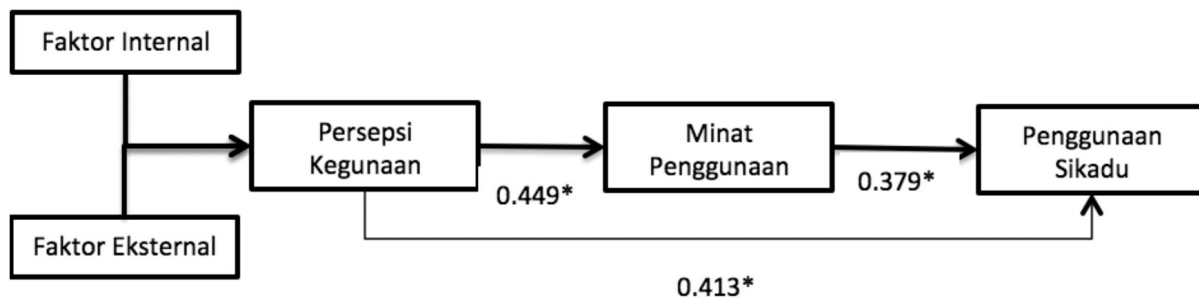 Faktor Internal
Persepsi
Kegunaan
Minat
Penggunaan
Penggunaan
Sikadu
0.449*
0.379*
Faktor Eksternal
0.413*